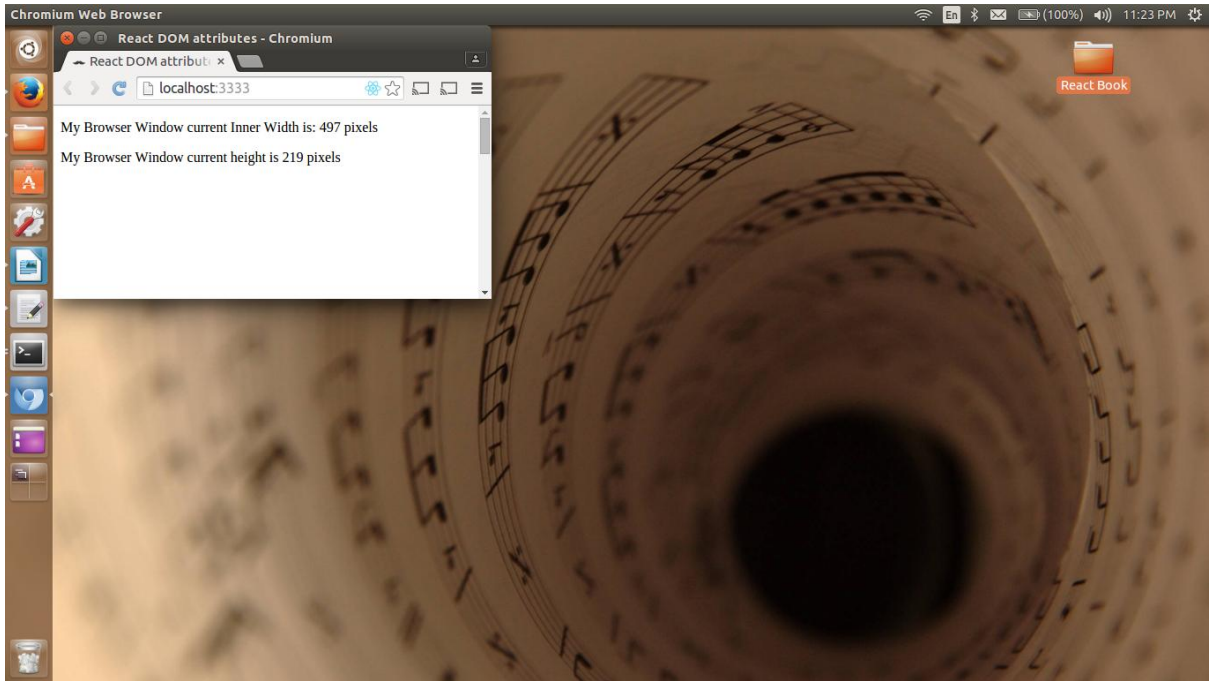 Chromium Web Browser
En
(100%)
11:23 PM
React DOM attributes - Chromium
React DOM attribut
localhost:3333
My Browser Window current Inner Width is: 497 pixels
My Browser Window current height is 219 pixels
React Book